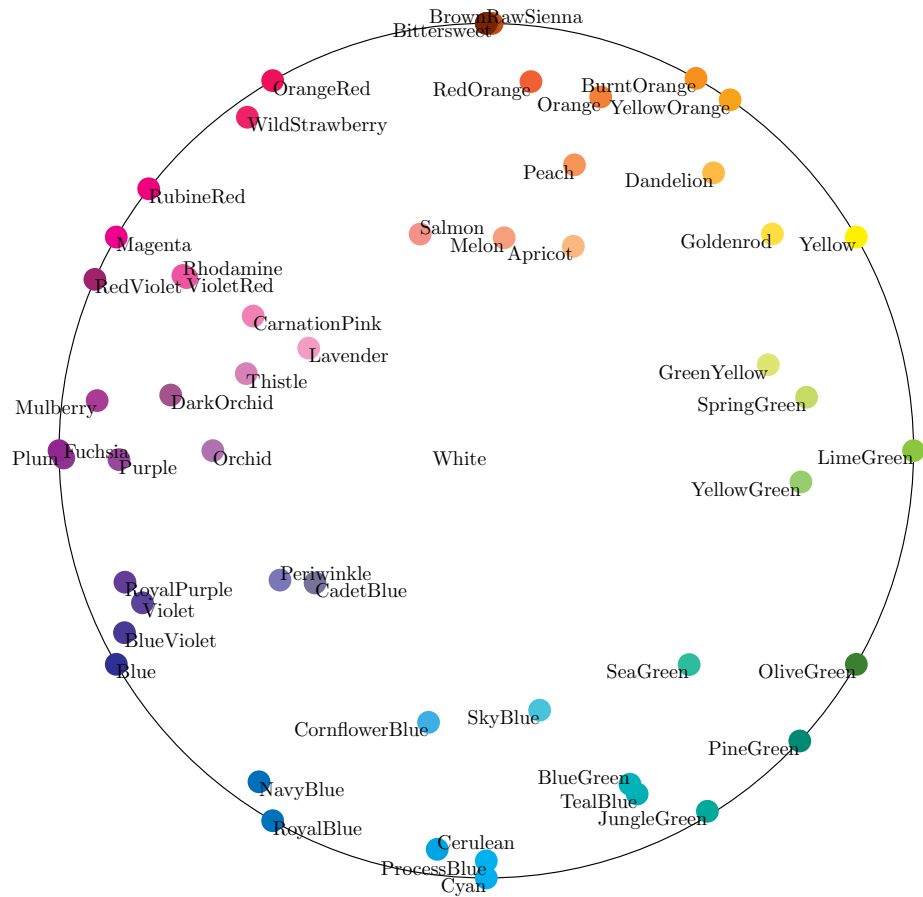 BrownRawSienna
Bittersweet
OrangeRed
RedOrange
BurntOrange
Orange
YellowOrange
WildStrawberry
Peach
Dandelion
RubineRed
Salmon
Melon
Apricot
Goldenrod
Yellow
Magenta
Rhodamine
RedViolet
VioletRed
CarnationPink
Lavender
GreenYellow
Thistle
DarkOrchid
SpringGreen
Mulberry
Fuchsia
Plum
Purple
Orchid
White
LimeGreen
YellowGreen
Periwinkle
RoyalPurple
CadetBlue
Violet
BlueViolet
Blue
SeaGreen
OliveGreen
SkyBlue
CornflowerBlue
PineGreen
BlueGreen
NavyBlue
TealBlue
JungleGreen
RoyalBlue
Cerulean
ProcessBlue
Cyan